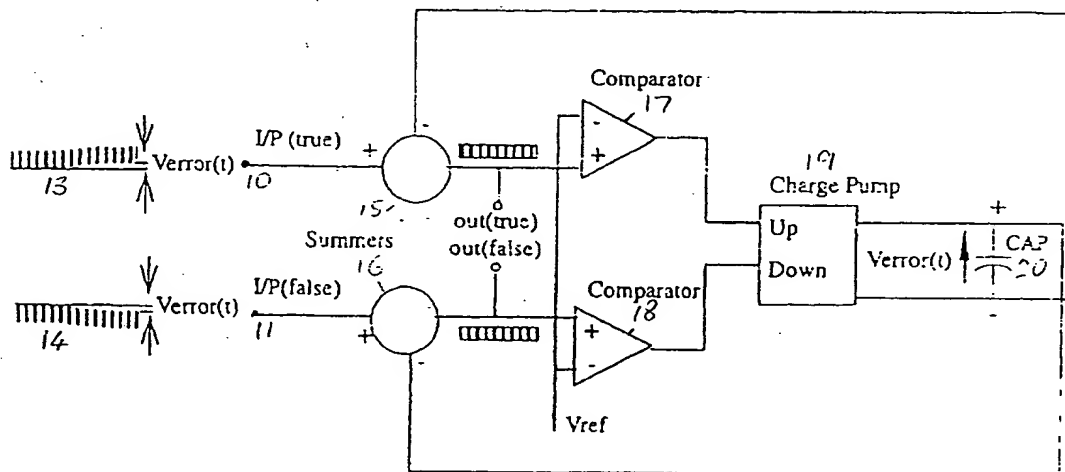 -
Comparator
17
-
+
I/P (true)
+
Verror(t)
13
10
15
out(true)
out(false)
19
Charge Pump
Up
Down
Verror(t)
+
CAP
20
-
Summers
16
I/P(false)
Verror(t)
14
11
+
-
Comparator
18
+
-
Vref